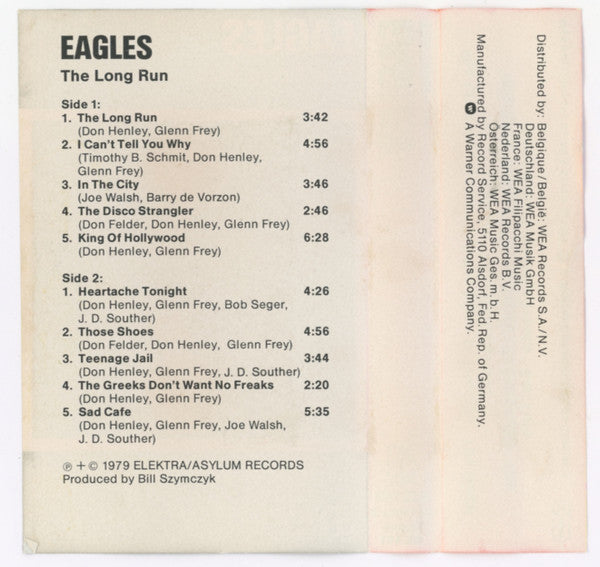 EAGLES
The Long Run
Side 1:
1. The Long Run 3:42
(Don Henley, Glenn Frey)
2. I Can't Tell You Why 4:56
(Timothy B. Schmit, Don Henley,
Glenn Frey)
3. In The City 3:46
(Joe Walsh, Barry de Vorzon)
4. The Disco Strangler 2:46
(Don Felder, Don Henley, Glenn Frey)
5. King Of Hollywood 6:28
(Don Henley, Glenn Frey)
Side 2:
1. Heartache Tonight 4:26
(Don Henley, Glenn Frey, Bob Seger,
J. D. Souther)
2. Those Shoes 4:56
(Don Felder, Don Henley, Glenn Frey)
3. Teenage Jail 3:44
(Don Henley, Glenn Frey, J. D. Souther)
4. The Greeks Don't Want No Freaks 2:20
(Don Henley, Glenn Frey)
5. Sad Cafe 5:35
(Don Henley, Glenn Frey, Joe Walsh,
J. D. Souther)
℗ + © 1979 ELEKTRA/ASYLUM RECORDS
Produced by Bill Szymczyk
Distributed by: Belgique/België: WEA Records S.A./N.V.
Deutschland: WEA Musik GmbH
France: WEA Filipacchi Music
Nederland: WEA Records B.V.
Österreich: WEA Music Ges. m. b. H.
Manufactured by Record Service, 5110 Alsdorf, Fed. Rep. of Germany.
A Warner Communications Company.